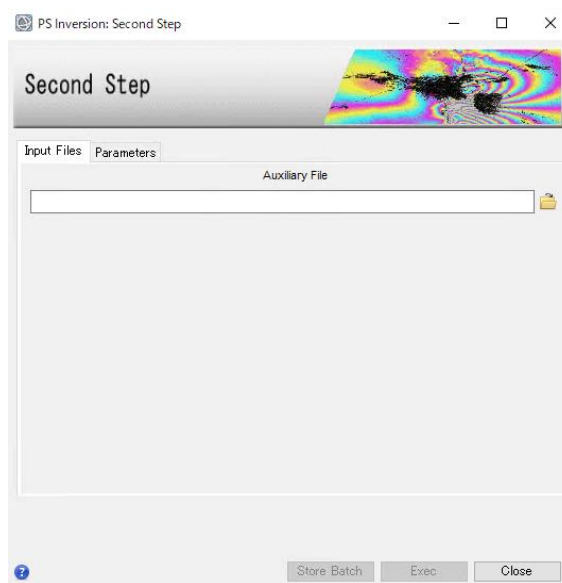 PS Inversion: Second Step
Second Step
Input Files Parameters
Auxiliary File
Store Batch Exec Close